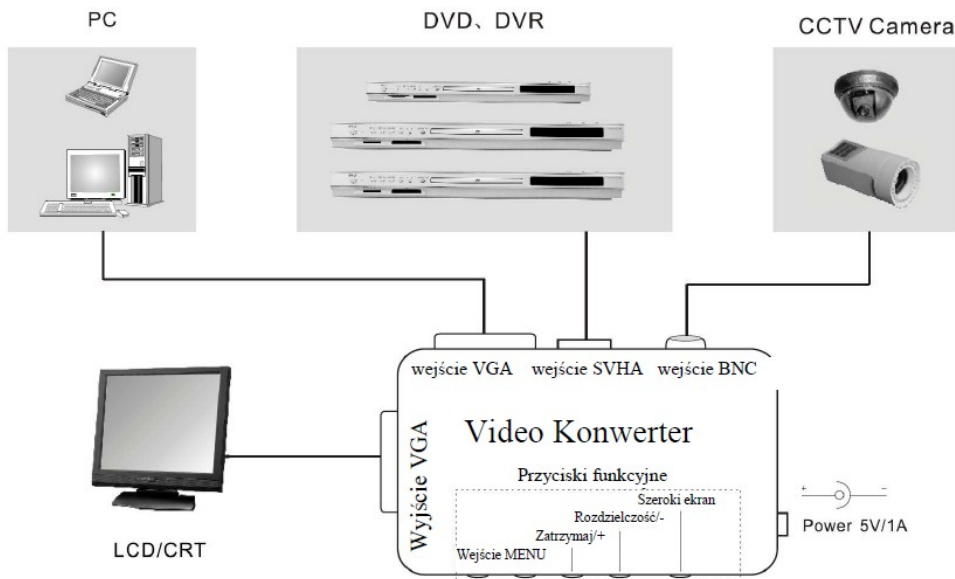 PC
DVD、DVR
CCTV Camera
wejście VGA
wejście SVHA
wejście BNC
Wyjście VGA
Video Konwerter
Przyciski funkcyjne
Szeroki ekran
Rozdzielczość/-
Zatrzymaj/+
Wejście MENU
+ −
Power 5V/1A
LCD/CRT